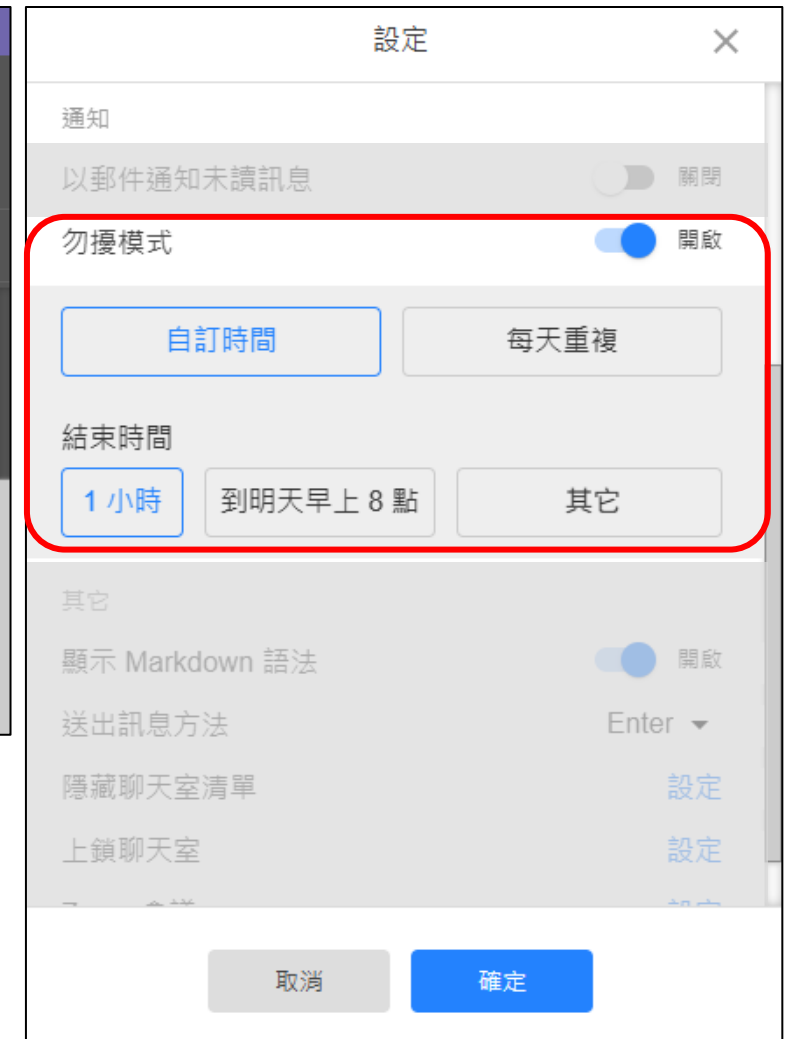 設定
通知
以郵件通知未讀訊息 關閉
勿擾模式 開啟
自訂時間 每天重複
結束時間
1 小時 到明天早上 8 點 其它
其它
顯示 Markdown 語法 開啟
送出訊息方法 Enter
隱藏聊天室清單 設定
上鎖聊天室 設定
取消 確定